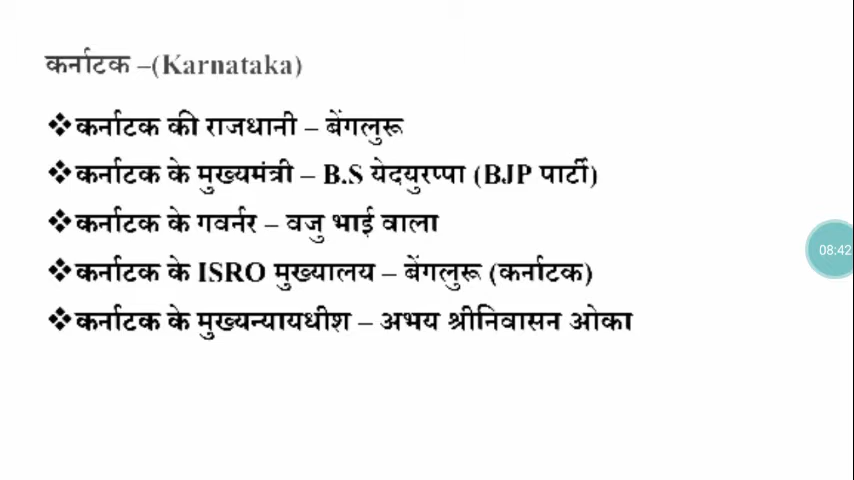 कर्नाटक –(Karnataka)
❖कर्नाटक की राजधानी – बेंगलुरू
❖कर्नाटक के मुख्यमंत्री – B.S येदयुरप्पा (BJP पार्टी)
❖कर्नाटक के गवर्नर – वजु भाई वाला
08:42
❖कर्नाटक के ISRO मुख्यालय – बेंगलुरू (कर्नाटक)
❖कर्नाटक के मुख्यन्यायधीश – अभय श्रीनिवासन ओका